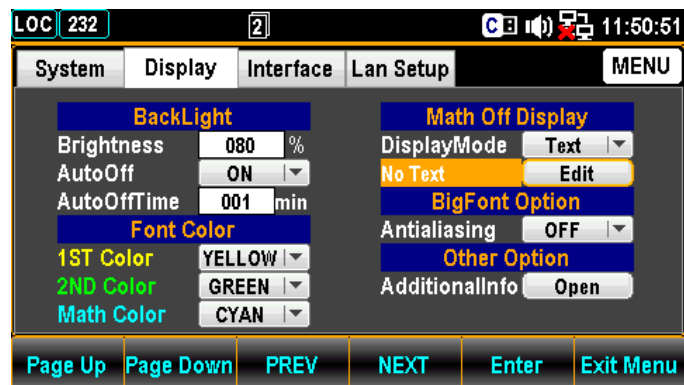 LOC 232 2 C 11:50:51
System Display Interface Lan Setup MENU
BackLight
Brightness 080 %
AutoOff ON
AutoOffTime 001 min
Font Color
1ST Color YELLOW
2ND Color GREEN
Math Color CYAN
Math Off Display
DisplayMode Text
No Text Edit
BigFont Option
Antialiasing OFF
Other Option
AdditionalInfo Open
Page Up Page Down PREV NEXT Enter Exit Menu